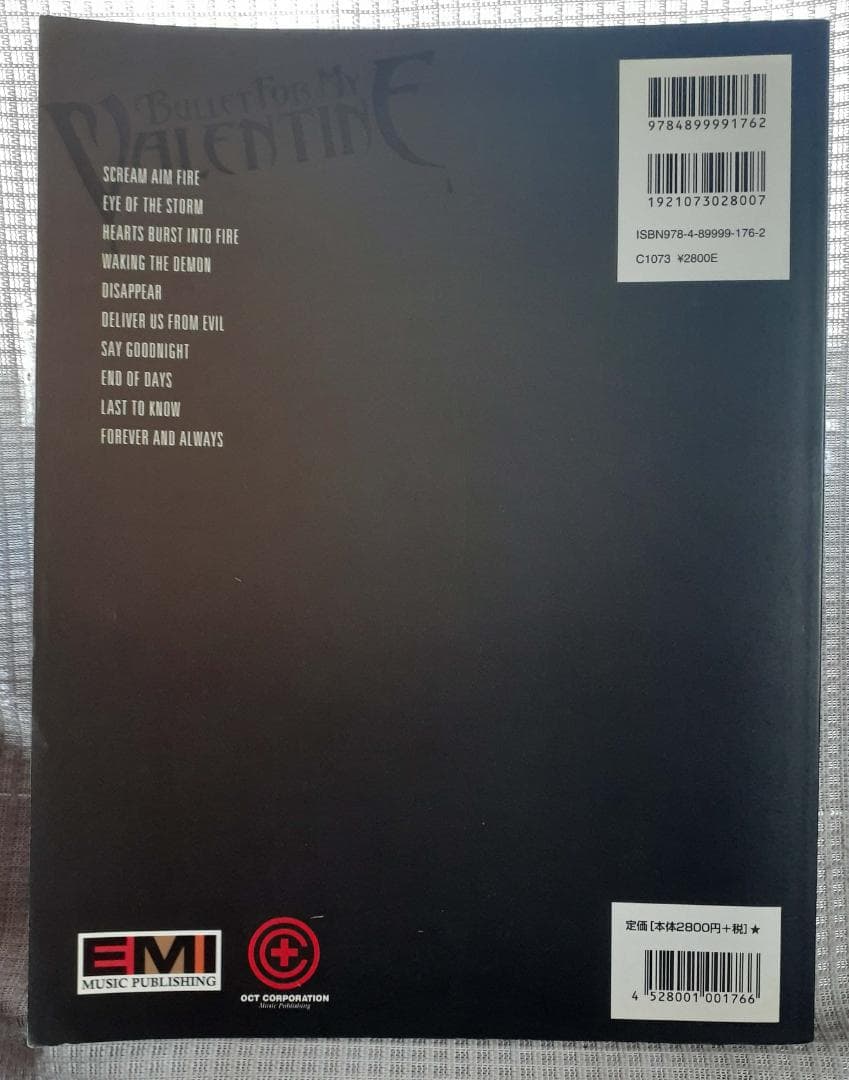 BULLET FOR MY
VALENTINE
SCREAM AIM FIRE
EYE OF THE STORM
HEARTS BURST INTO FIRE
WAKING THE DEMON
DISAPPEAR
DELIVER US FROM EVIL
SAY GOODNIGHT
END OF DAYS
LAST TO KNOW
FOREVER AND ALWAYS
9784899991762
1921073028007
ISBN978-4-89999-176-2
C1073 ¥2800E
EMI
MUSIC PUBLISHING
OCT CORPORATION
Music Publishing
定価[本体2800円+税]★
4 528001 001766